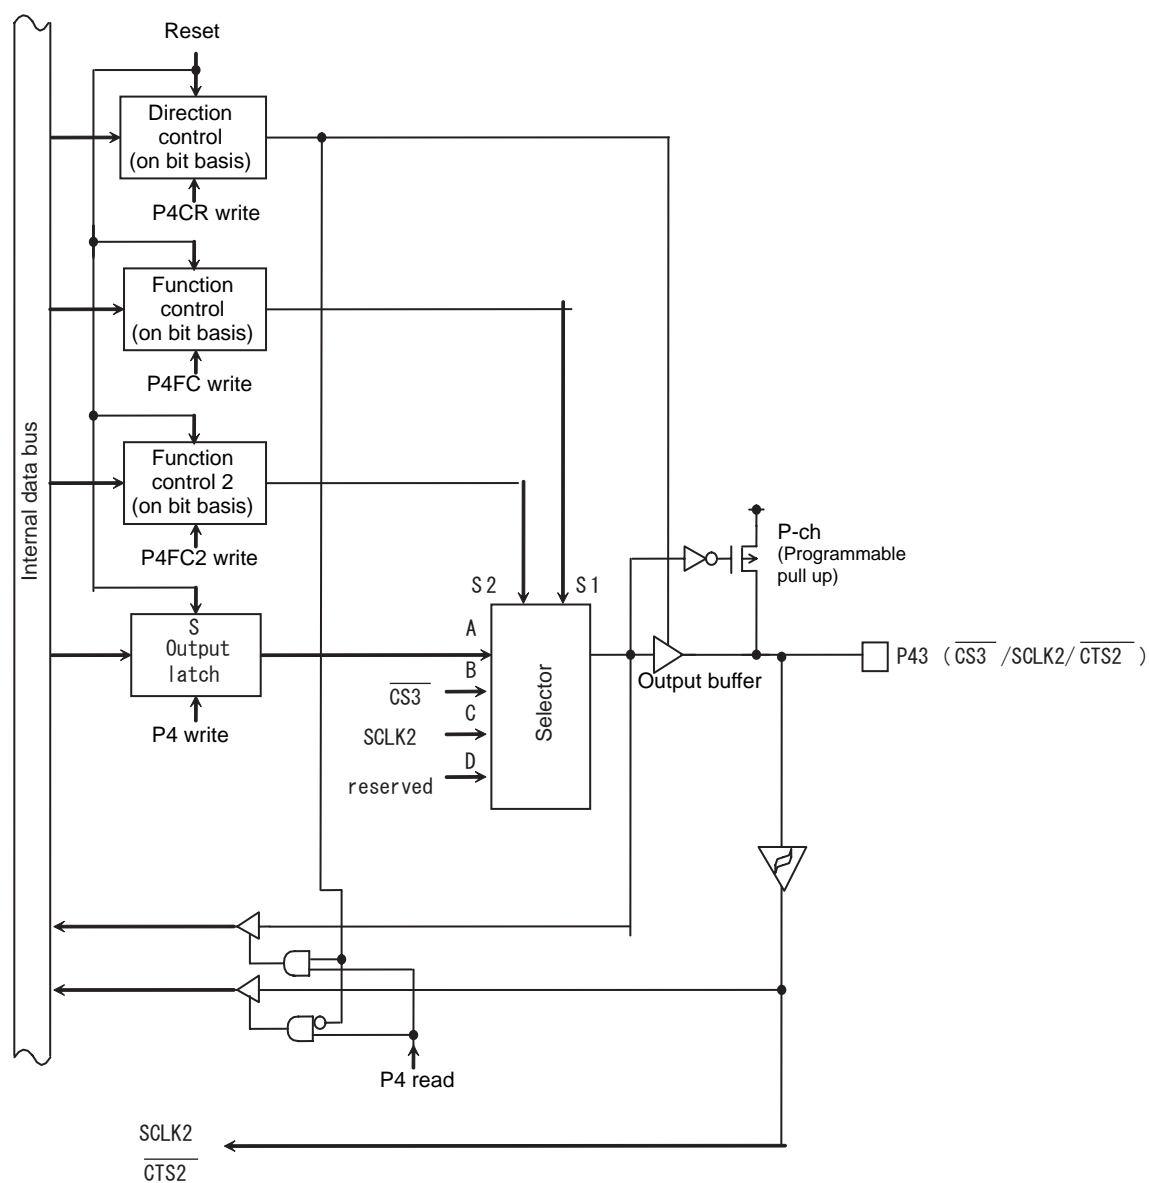 Reset
Direction
control
(on bit basis)
P4CR write
Function
control
(on bit basis)
P4FC write
Internal data bus
Function
control 2
(on bit basis)
P4FC2 write
P-ch
(Programmable
pull up)
S2 S1
S
Output
latch
P4 write
A
B
CS3
C
SCLK2
D
reserved
Selector
Output buffer
P43 (CS3/SCLK2/CTS2)
P4 read
SCLK2
CTS2